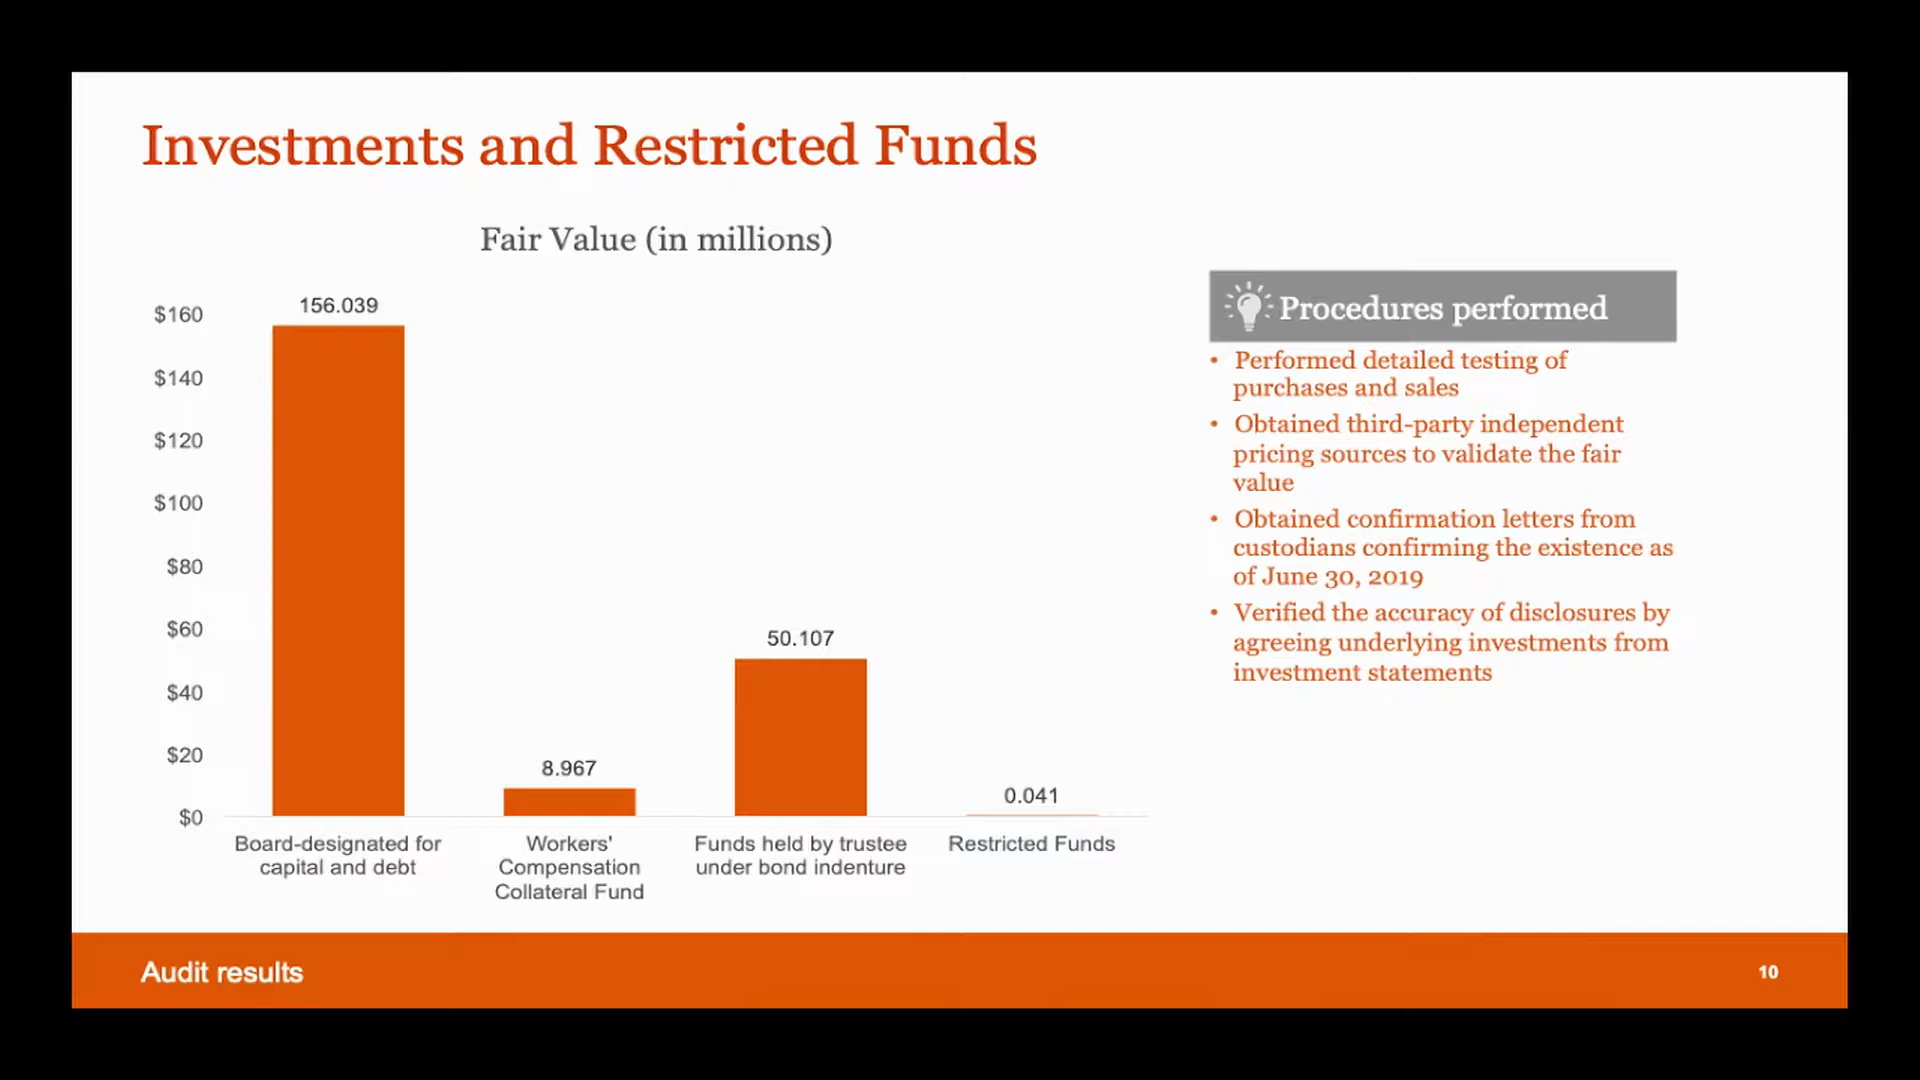 Investments and Restricted Funds
Fair Value (in millions)
$160
$140
$120
$100
$80
$60
$40
$20
$0
156.039
8.967
50.107
0.041
Board-designated for
capital and debt
Workers'
Compensation
Collateral Fund
Funds held by trustee
under bond indenture
Restricted Funds
Procedures performed
• Performed detailed testing of
purchases and sales
• Obtained third-party independent
pricing sources to validate the fair
value
• Obtained confirmation letters from
custodians confirming the existence as
of June 30, 2019
• Verified the accuracy of disclosures by
agreeing underlying investments from
investment statements
Audit results
10